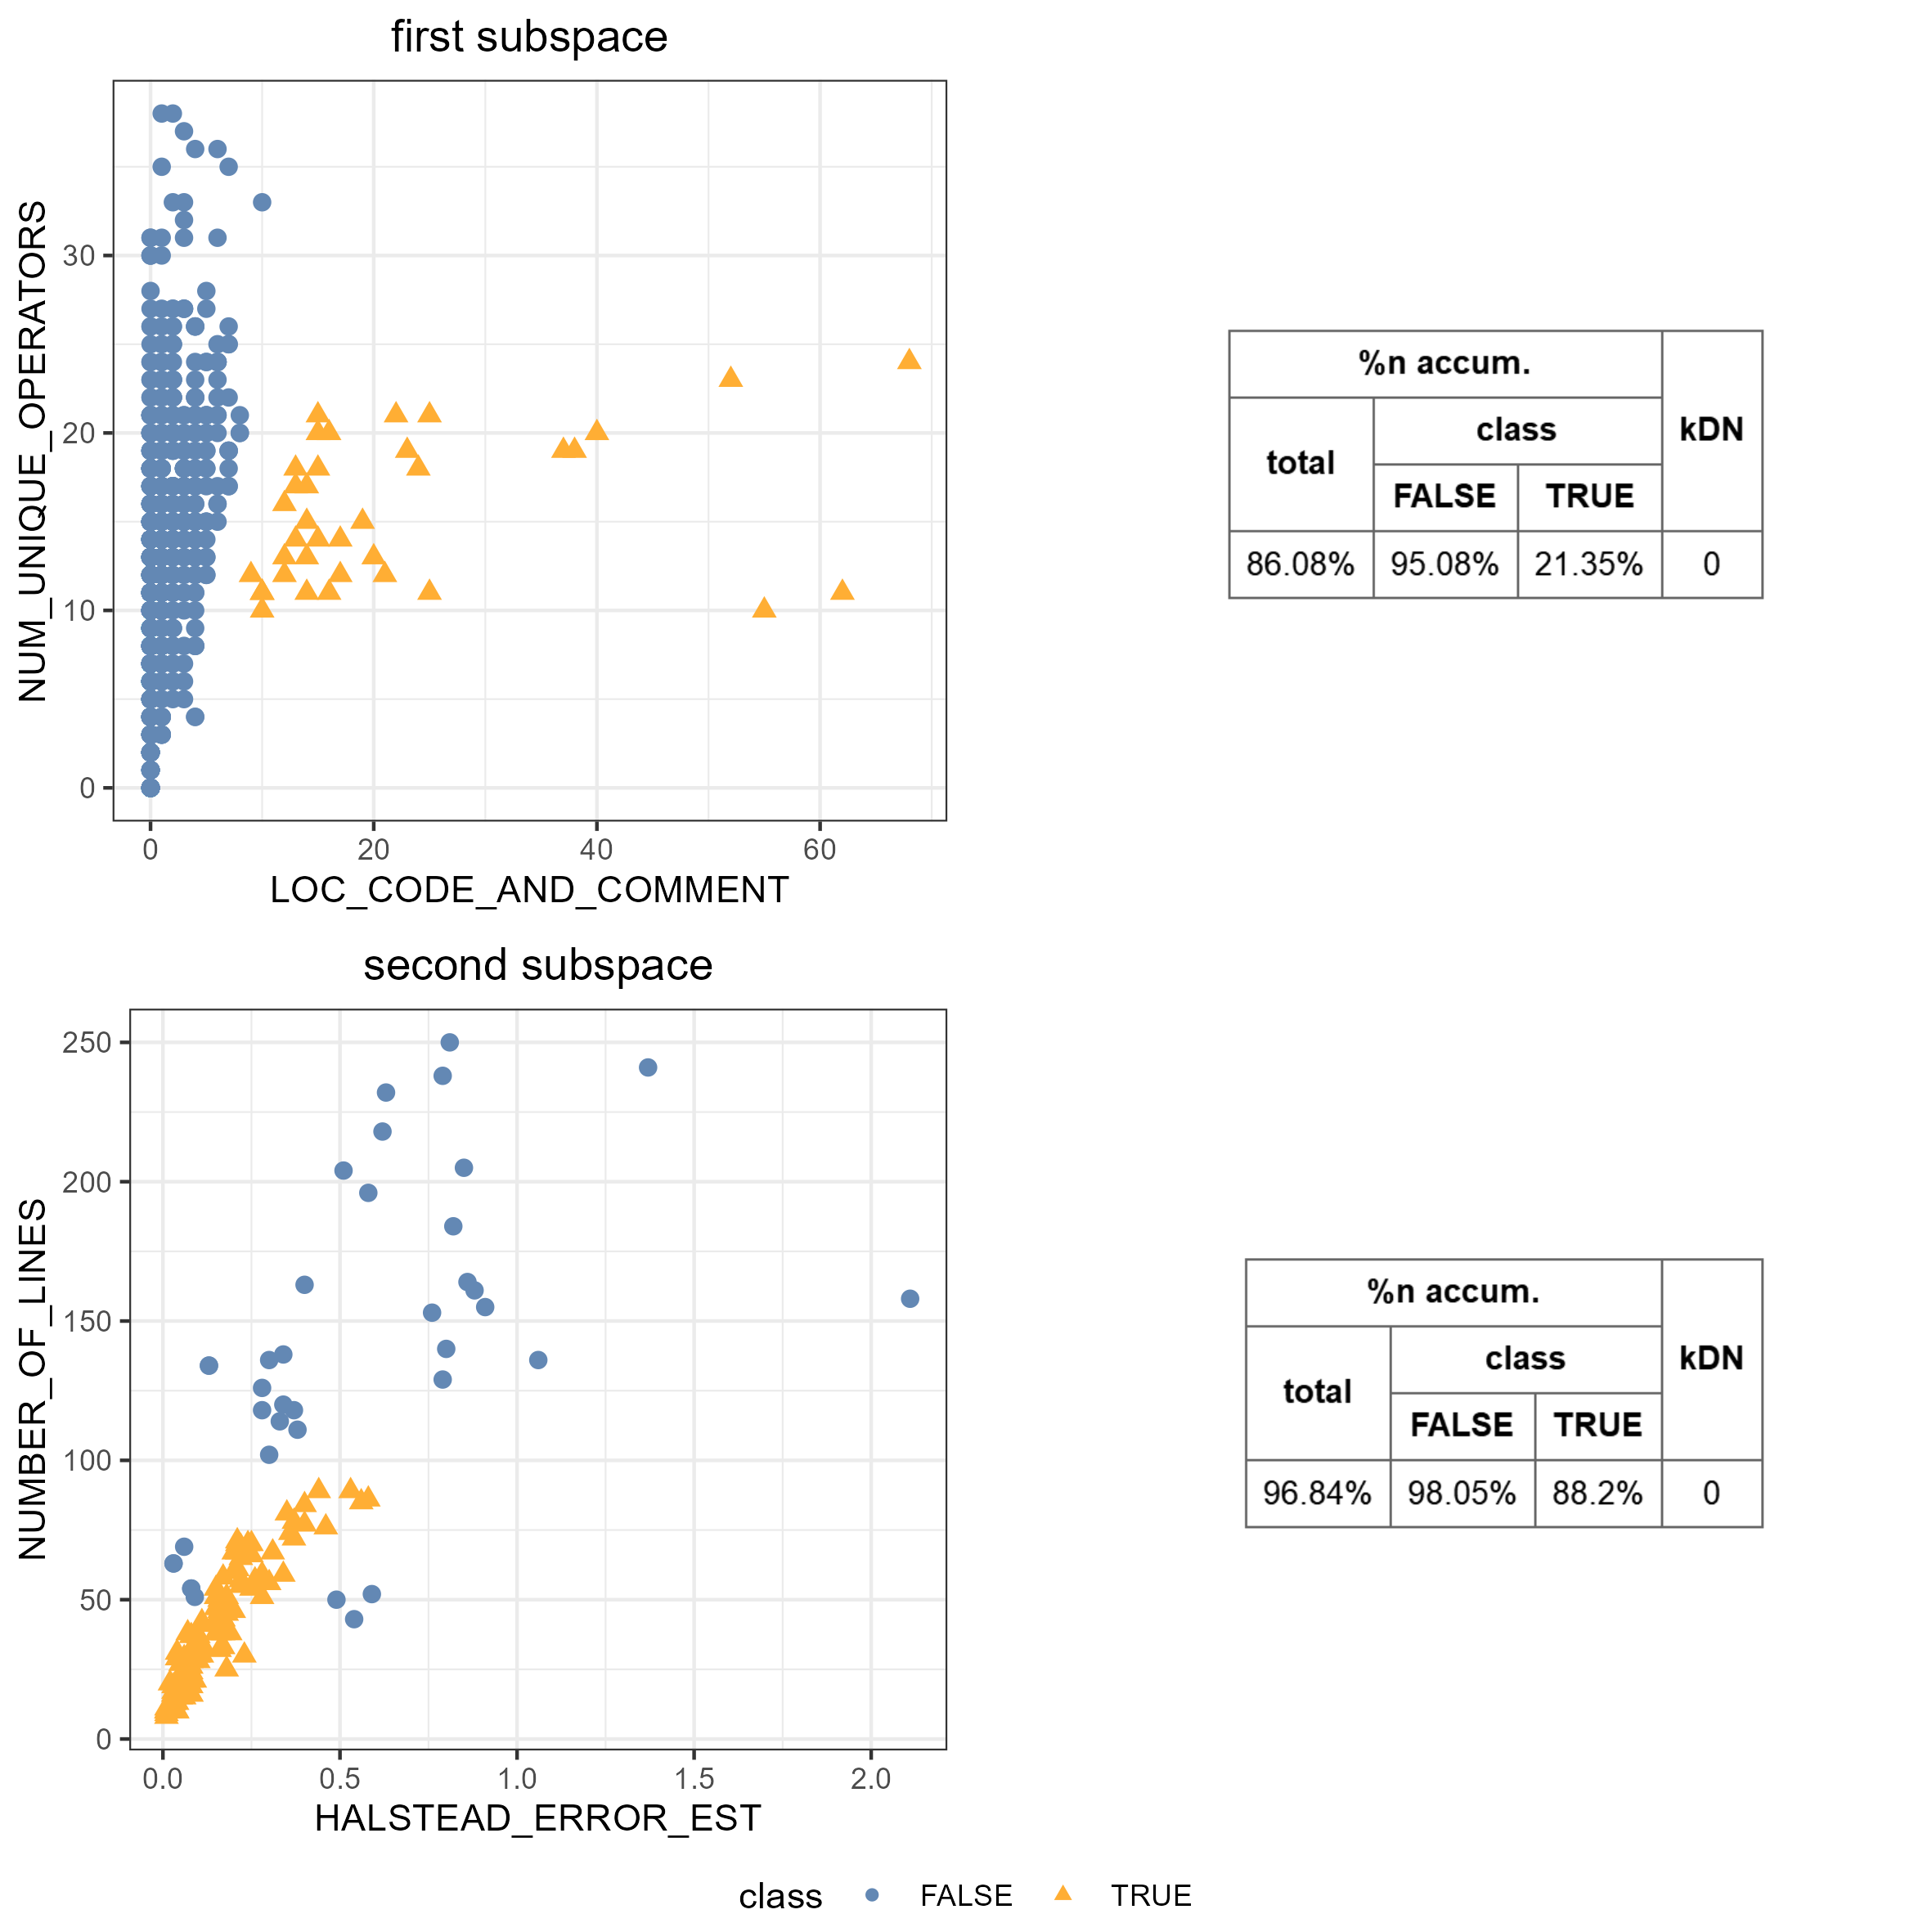 first subspace
NUM_UNIQUE_OPERATORS
30
20
10
0
0 20 40 60
LOC_CODE_AND_COMMENT
%n accum.
kDN
total
class
FALSE TRUE
86.08% 95.08% 21.35% 0
second subspace
NUMBER_OF_LINES
250
200
150
100
50
0
0.0 0.5 1.0 1.5 2.0
HALSTEAD_ERROR_EST
%n accum.
kDN
total
class
FALSE TRUE
96.84% 98.05% 88.2% 0
class FALSE TRUE